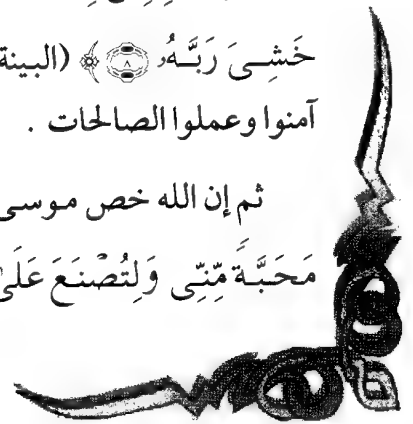 خَشِىَ رَبَّهُۥ ۝٨ ﴾ (البينة
آمنوا وعملوا الصالحات .
ثم إن الله خص موسى
مَحَبَّةً مِّنِّى وَلِتُصْنَعَ عَلَىٰ